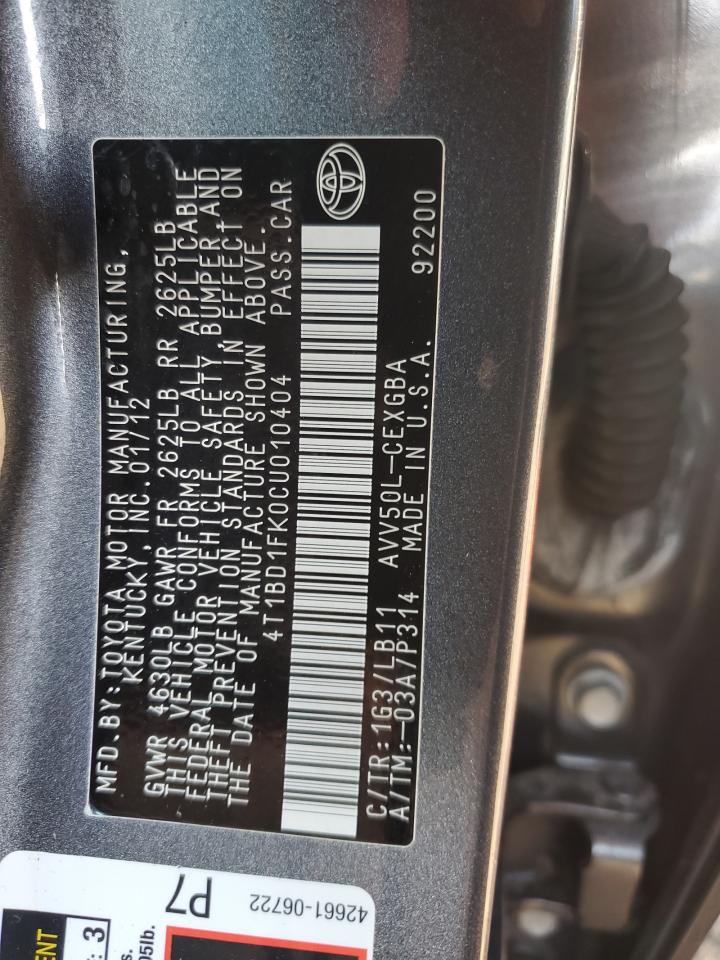 MFD.BY:TOYOTA MOTOR MANUFACTURING,
KENTUCKY,INC.01/12
GVWR 4630LB GAWR FR 2625LB RR 2625LB
THIS VEHICLE CONFORMS TO ALL APPLICABLE
FEDERAL MOTOR VEHICLE SAFETY,BUMPER,AND
THEFT PREVENTION STANDARDS IN EFFECT ON
THE DATE OF MANUFACTURE SHOWN ABOVE.
4T1BD1FK0CU010404 PASS.CAR
C/TR:1G3/LB11 AVV50L-CEXGBA
A/TM:-03A7P314 MADE IN U.S.A. 92200
P7
42661-06722
3